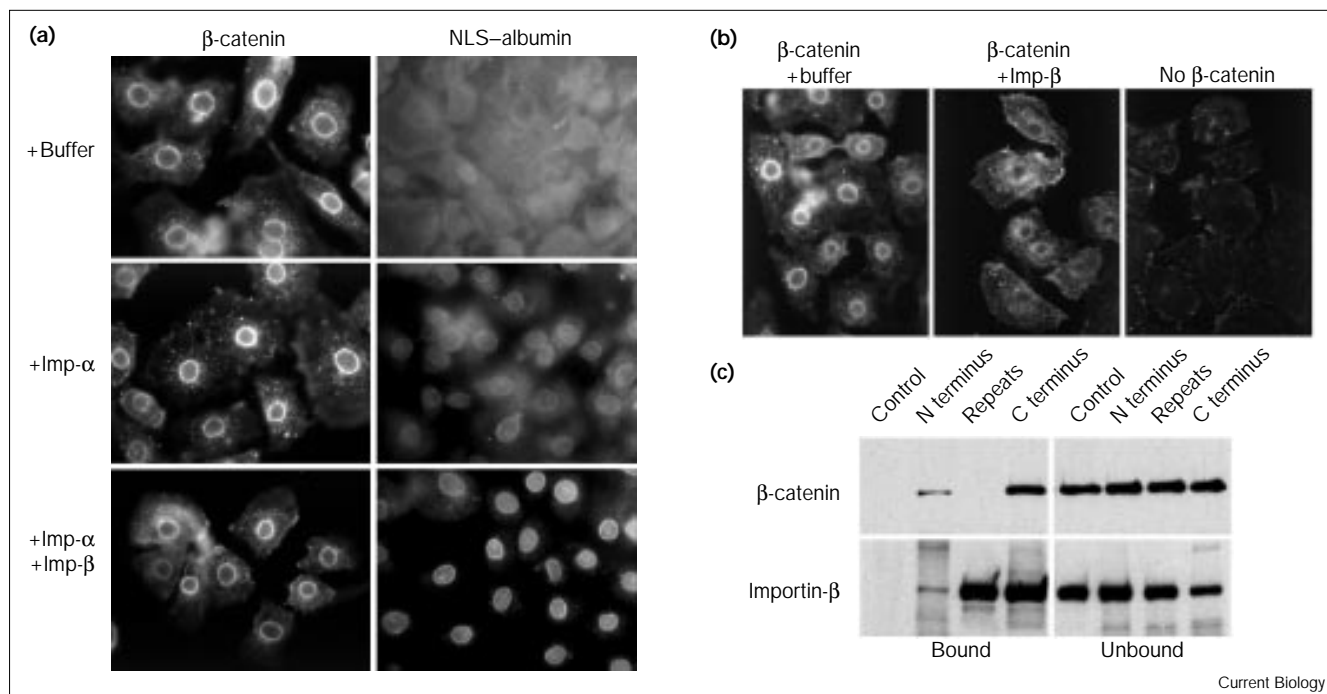 (a)
β-catenin
NLS–albumin
+Buffer
+Imp-α
+Imp-α
+Imp-β
(b)
β-catenin
+buffer
β-catenin
+Imp-β
No β-catenin
(c)
Control
N terminus
Repeats
C terminus
Control
N terminus
Repeats
C terminus
β-catenin
Importin-β
Bound
Unbound
Current Biology